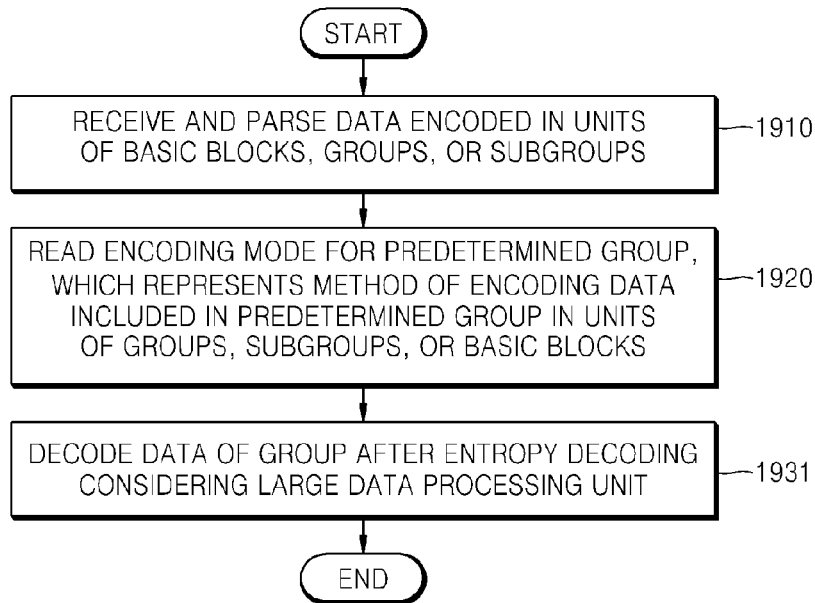 START
RECEIVE AND PARSE DATA ENCODED IN UNITS
OF BASIC BLOCKS, GROUPS, OR SUBGROUPS
1910
READ ENCODING MODE FOR PREDETERMINED GROUP,
WHICH REPRESENTS METHOD OF ENCODING DATA
INCLUDED IN PREDETERMINED GROUP IN UNITS
OF GROUPS, SUBGROUPS, OR BASIC BLOCKS
1920
DECODE DATA OF GROUP AFTER ENTROPY DECODING
CONSIDERING LARGE DATA PROCESSING UNIT
1931
END